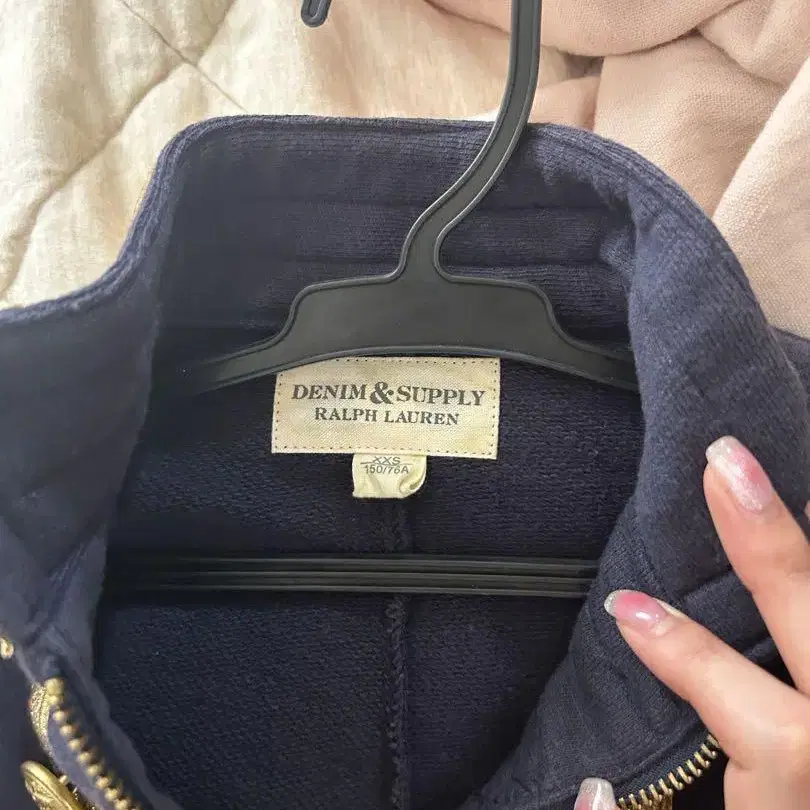 DENIM & SUPPLY
RALPH LAUREN
XXS
150/76A